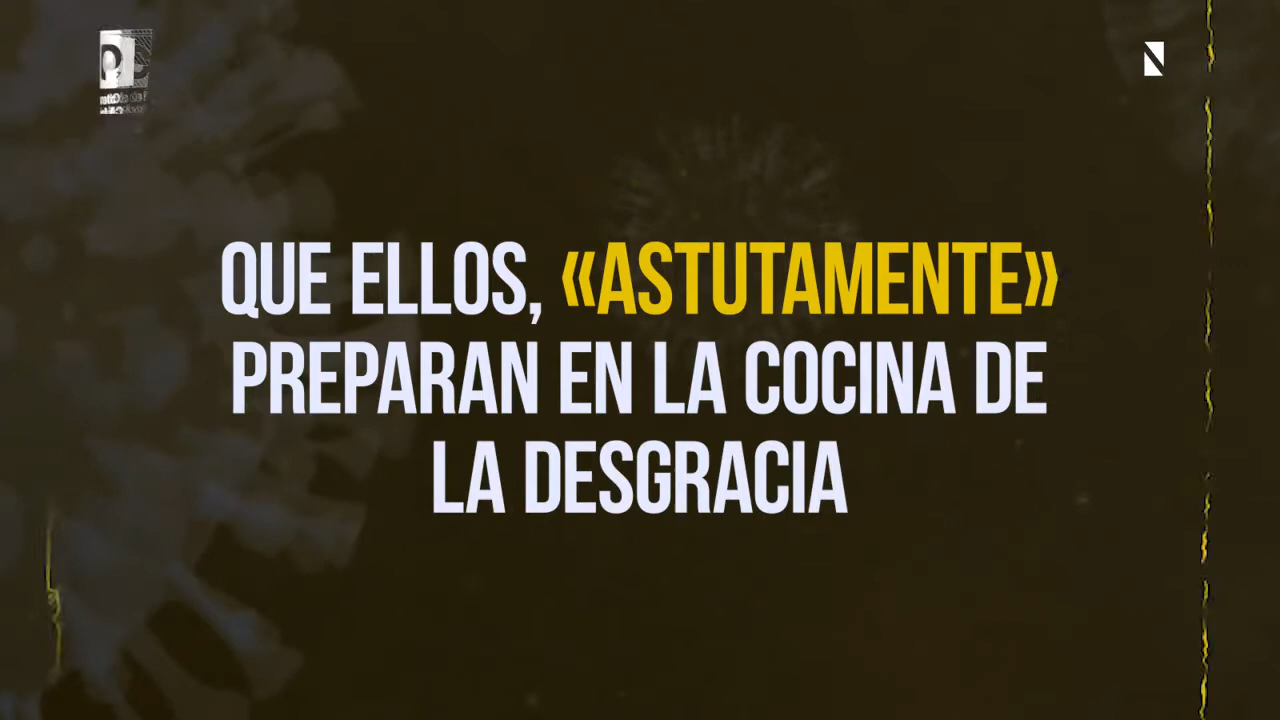 QUE ELLOS, «ASTUTAMENTE»
PREPARAN EN LA COCINA DE
LA DESGRACIA